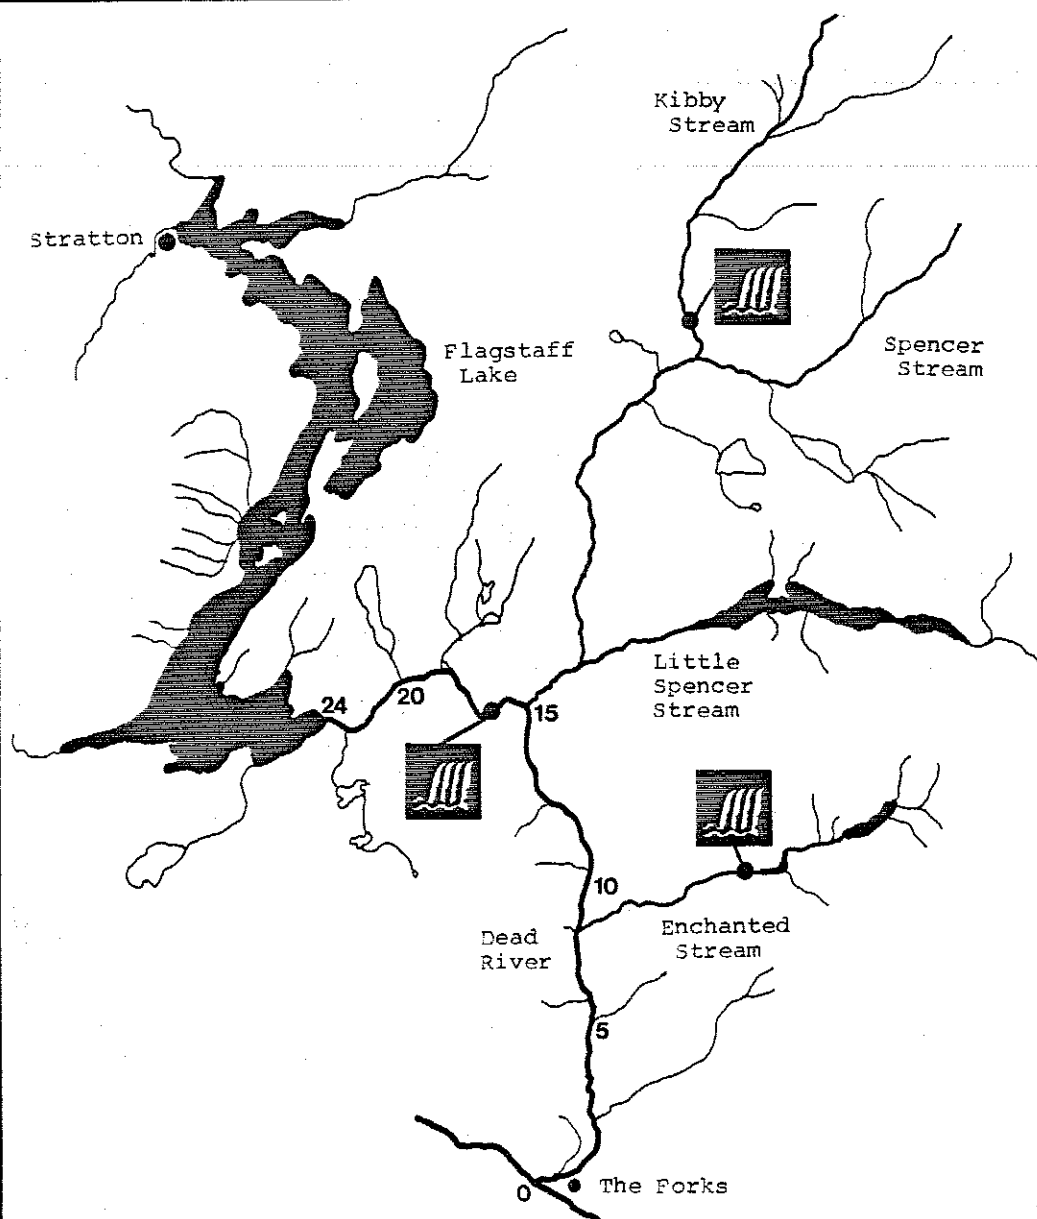 Kibby
Stream
Stratton
Flagstaff
Lake
Spencer
Stream
Little
Spencer
Stream
24
20
15
10
Enchanted
Stream
Dead
River
5
The Forks
0